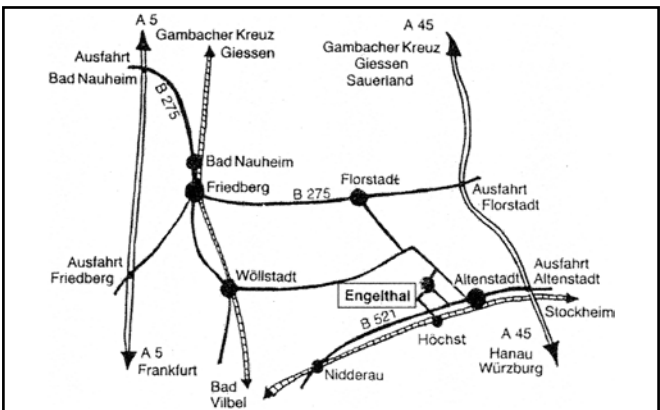 A 5
Gambacher Kreuz
Giessen
A 45
Gambacher Kreuz
Giessen
Sauerland
Ausfahrt
Bad Nauheim
B 275
Bad Nauheim
Friedberg
B 275
Florstadt
Ausfahrt
Florstadt
Ausfahrt
Friedberg
Wöllstadt
Engelthal
Altenstadt
Ausfahrt
Altenstadt
B 521
Höchst
Stockheim
A 5
Frankfurt
Bad
Vilbel
Nidderau
A 45
Hanau
Würzburg